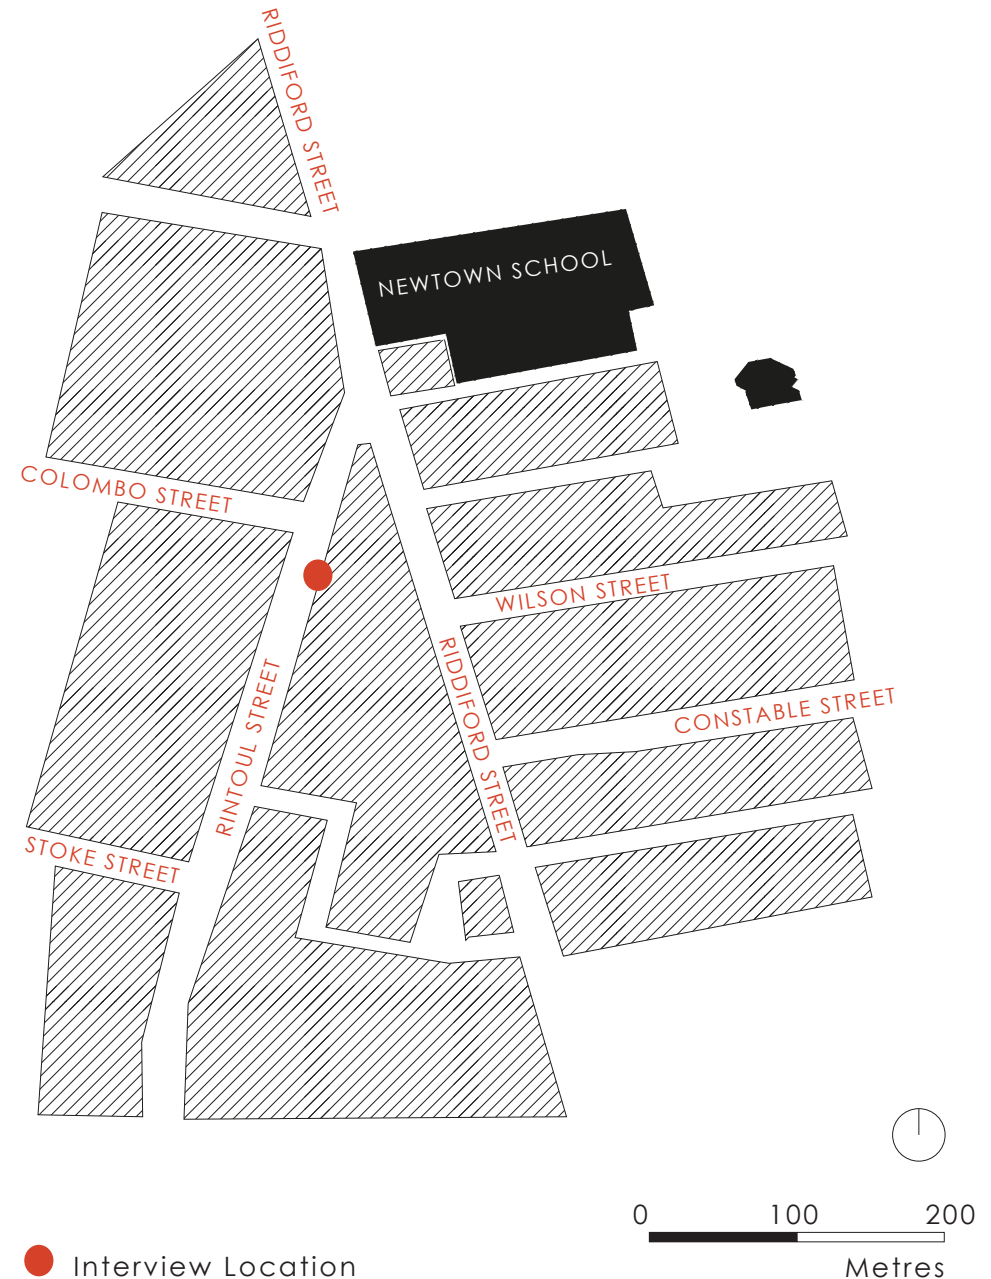 RIDDIFORD STREET
NEWTOWN SCHOOL
COLOMBO STREET
WILSON STREET
RIDDIFORD STREET
RINTOUL STREET
CONSTABLE STREET
STOKE STREET
0 100 200
Metres
Interview Location